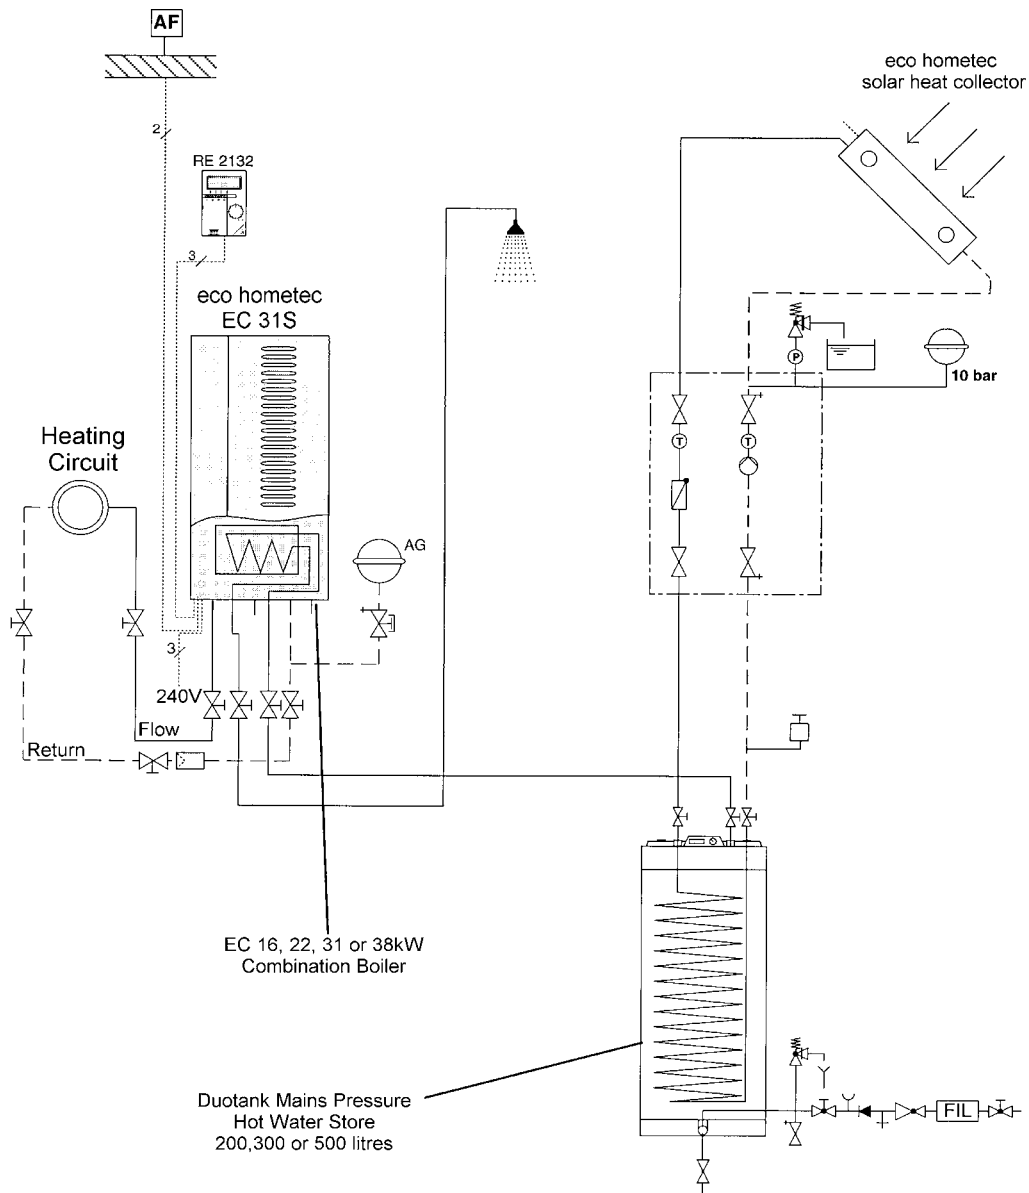 AF
eco hometec
solar heat collector
2
RE 2132
3
eco hometec
EC 31S
P
10 bar
T
T
Heating
Circuit
AG
3
240V
Flow
Return
EC 16, 22, 31 or 38kW
Combination Boiler
Duotank Mains Pressure
Hot Water Store
200,300 or 500 litres
FIL